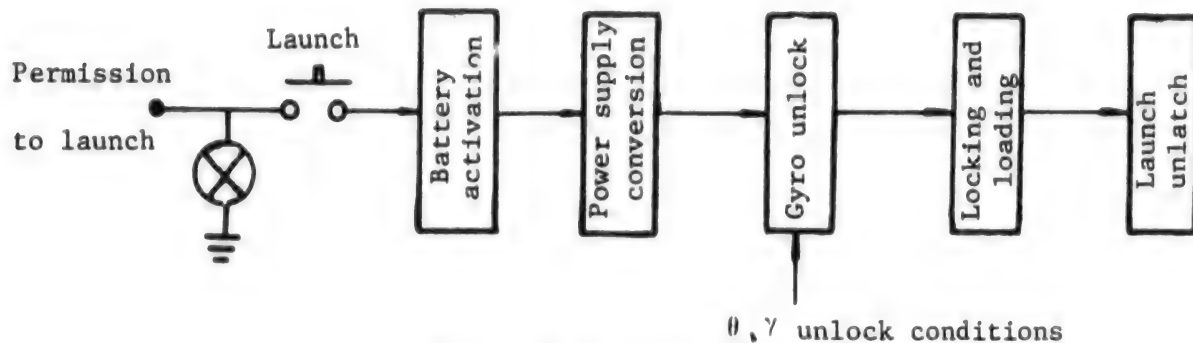 Launch
Permission
to launch
Battery
activation
Power supply
conversion
Gyro unlock
Locking and
loading
Launch
unlatch
θ,γ unlock conditions